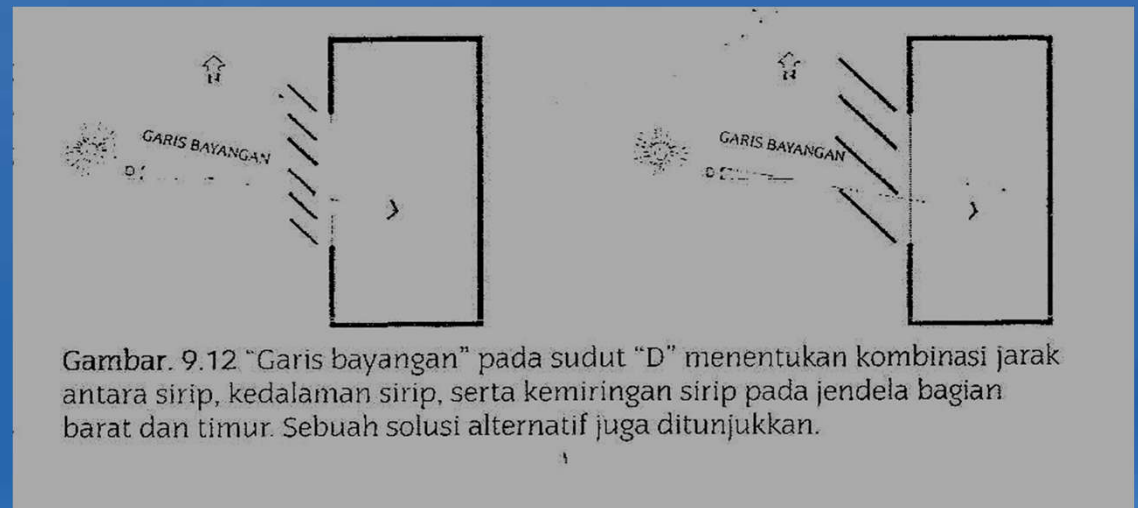 N
GARIS BAYANGAN
D
N
GARIS BAYANGAN
D
Gambar. 9.12 “Garis bayangan” pada sudut “D” menentukan kombinasi jarak
antara sirip, kedalaman sirip, serta kemiringan sirip pada jendela bagian
barat dan timur. Sebuah solusi alternatif juga ditunjukkan.